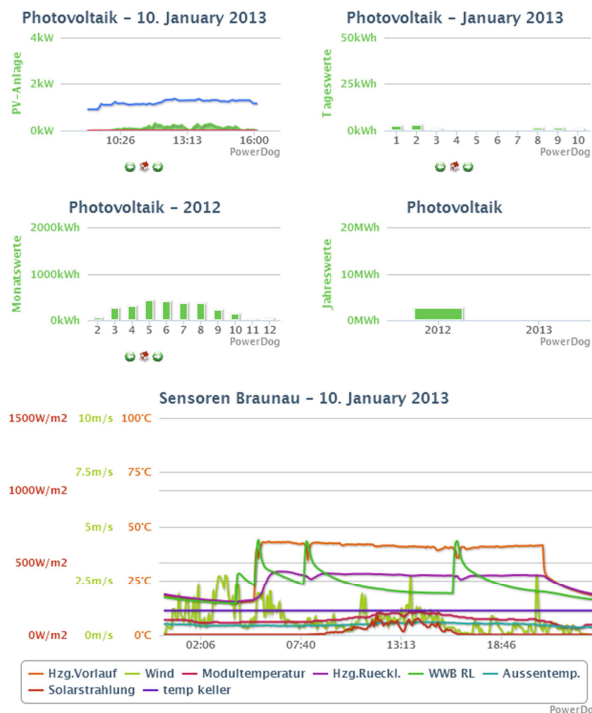 Photovoltaik - 10. January 2013
4kW
2kW
0kW
PV-Anlage
10:26 13:13 16:00
PowerDog
Photovoltaik - January 2013
50kWh
25kWh
0kWh
Tageswerte
1 2 3 4 5 6 7 8 9 10
PowerDog
Photovoltaik - 2012
2000kWh
1000kWh
0kWh
Monatswerte
2 3 4 5 6 7 8 9 10 11 12
PowerDog
Photovoltaik
20MWh
10MWh
0MWh
Jahreswerte
2012 2013
PowerDog
Sensoren Braunau - 10. January 2013
1500W/m2 10m/s 100°C
7.5m/s 75°C
1000W/m2
5m/s 50°C
500W/m2
2.5m/s 25°C
0W/m2 0m/s 0°C
02:06 07:40 13:13 18:46
Hzg.Vorlauf Wind Modultemperatur Hzg.Rueckl. WWB RL Aussentemp.
Solarstrahlung temp keller
PowerDog